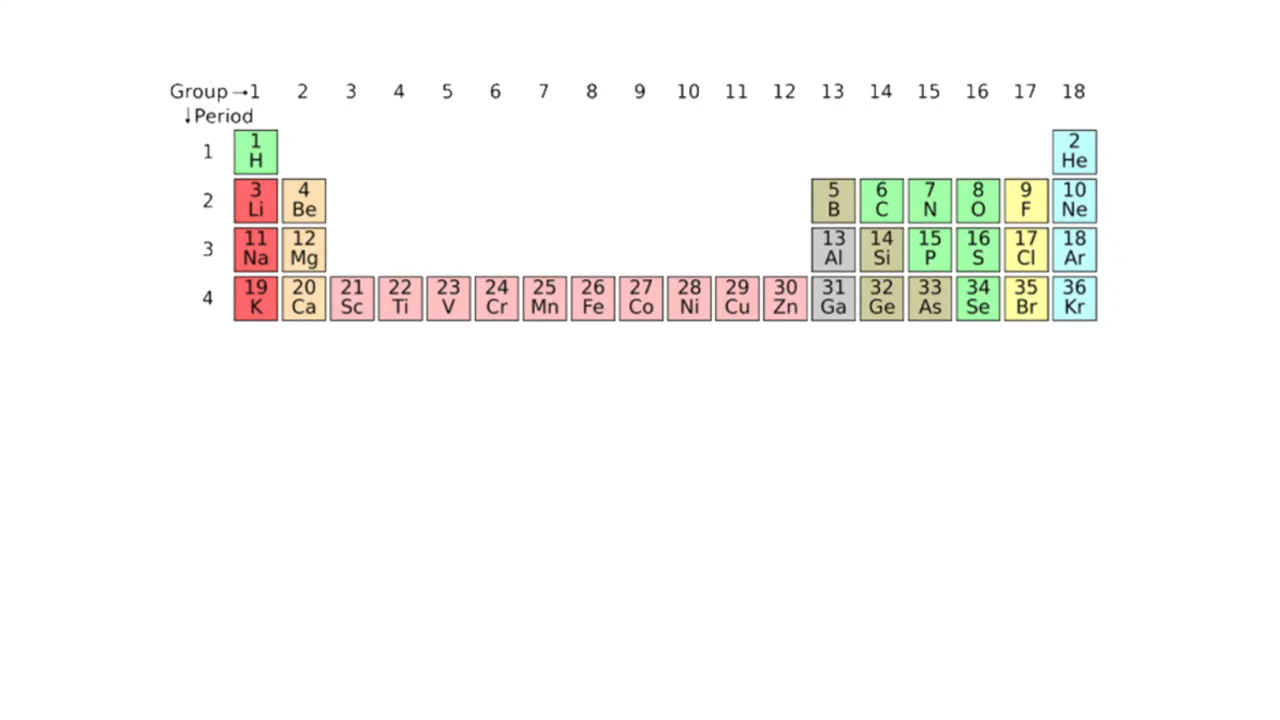 Group →1 2 3 4 5 6 7 8 9 10 11 12 13 14 15 16 17 18
↓Period
1 1 2
H He
2 3 4 5 6 7 8 9 10
Li Be B C N O F Ne
3 11 12 13 14 15 16 17 18
Na Mg Al Si P S Cl Ar
4 19 20 21 22 23 24 25 26 27 28 29 30 31 32 33 34 35 36
K Ca Sc Ti V Cr Mn Fe Co Ni Cu Zn Ga Ge As Se Br Kr